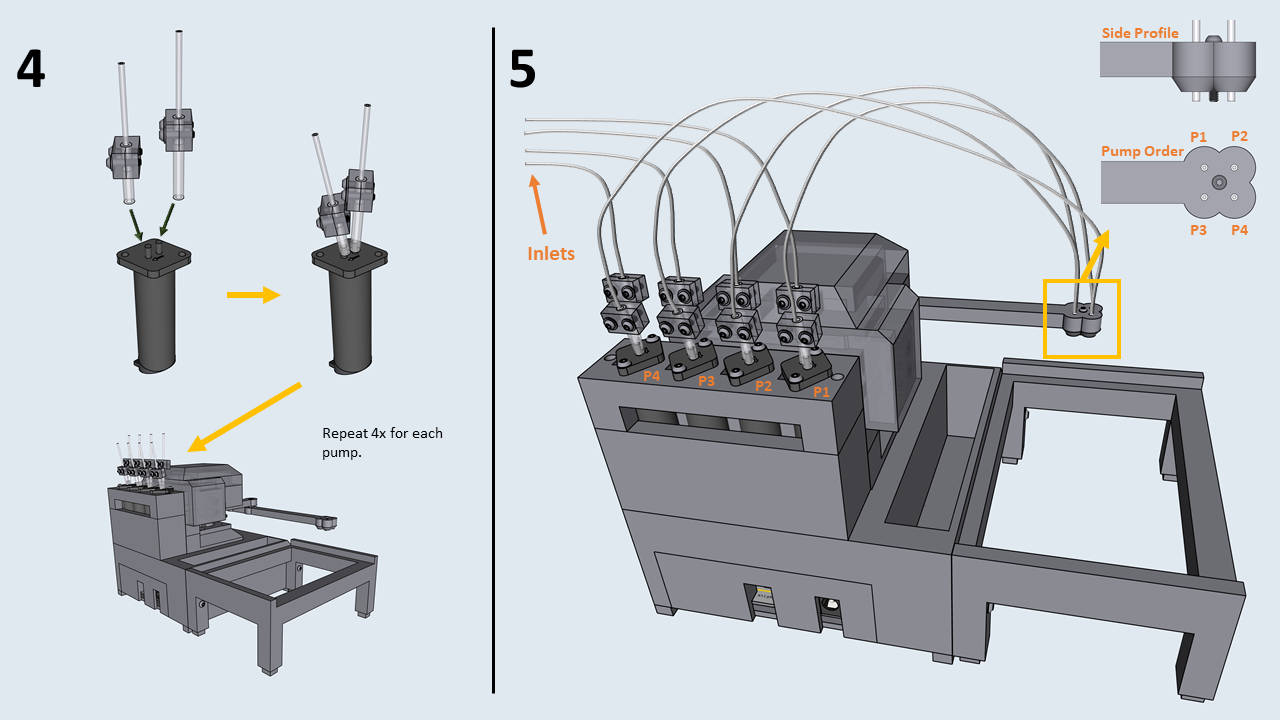 4
Repeat 4x for each
pump.
5
Side Profile
Pump Order
P1
P2
P3
P4
Inlets
P4
P3
P2
P1